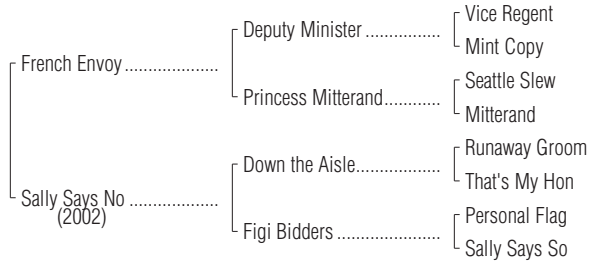 Vice Regent
Deputy Minister ................
Mint Copy
French Envoy....................
Seattle Slew
Princess Mitterand............
Mitterand
Runaway Groom
Down the Aisle..................
That's My Hon
Sally Says No ...................
(2002)
Personal Flag
Figi Bidders ......................
Sally Says So